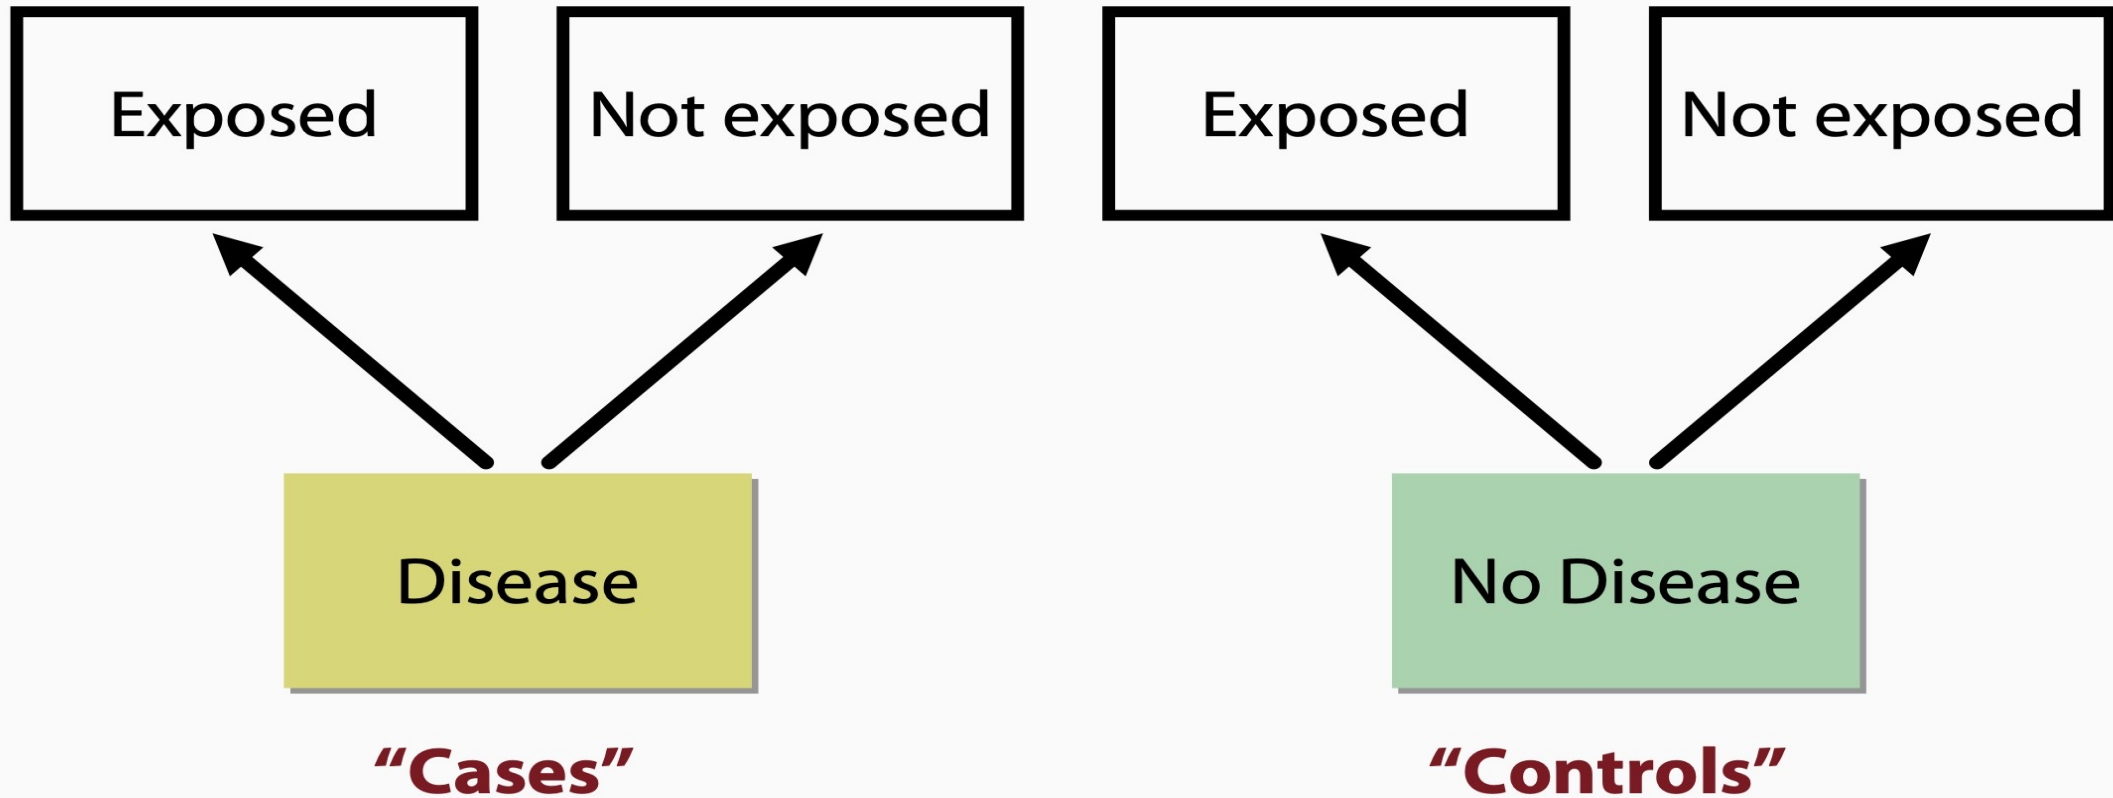 Exposed
Not exposed
Exposed
Not exposed
Disease
No Disease
“Cases”
“Controls”